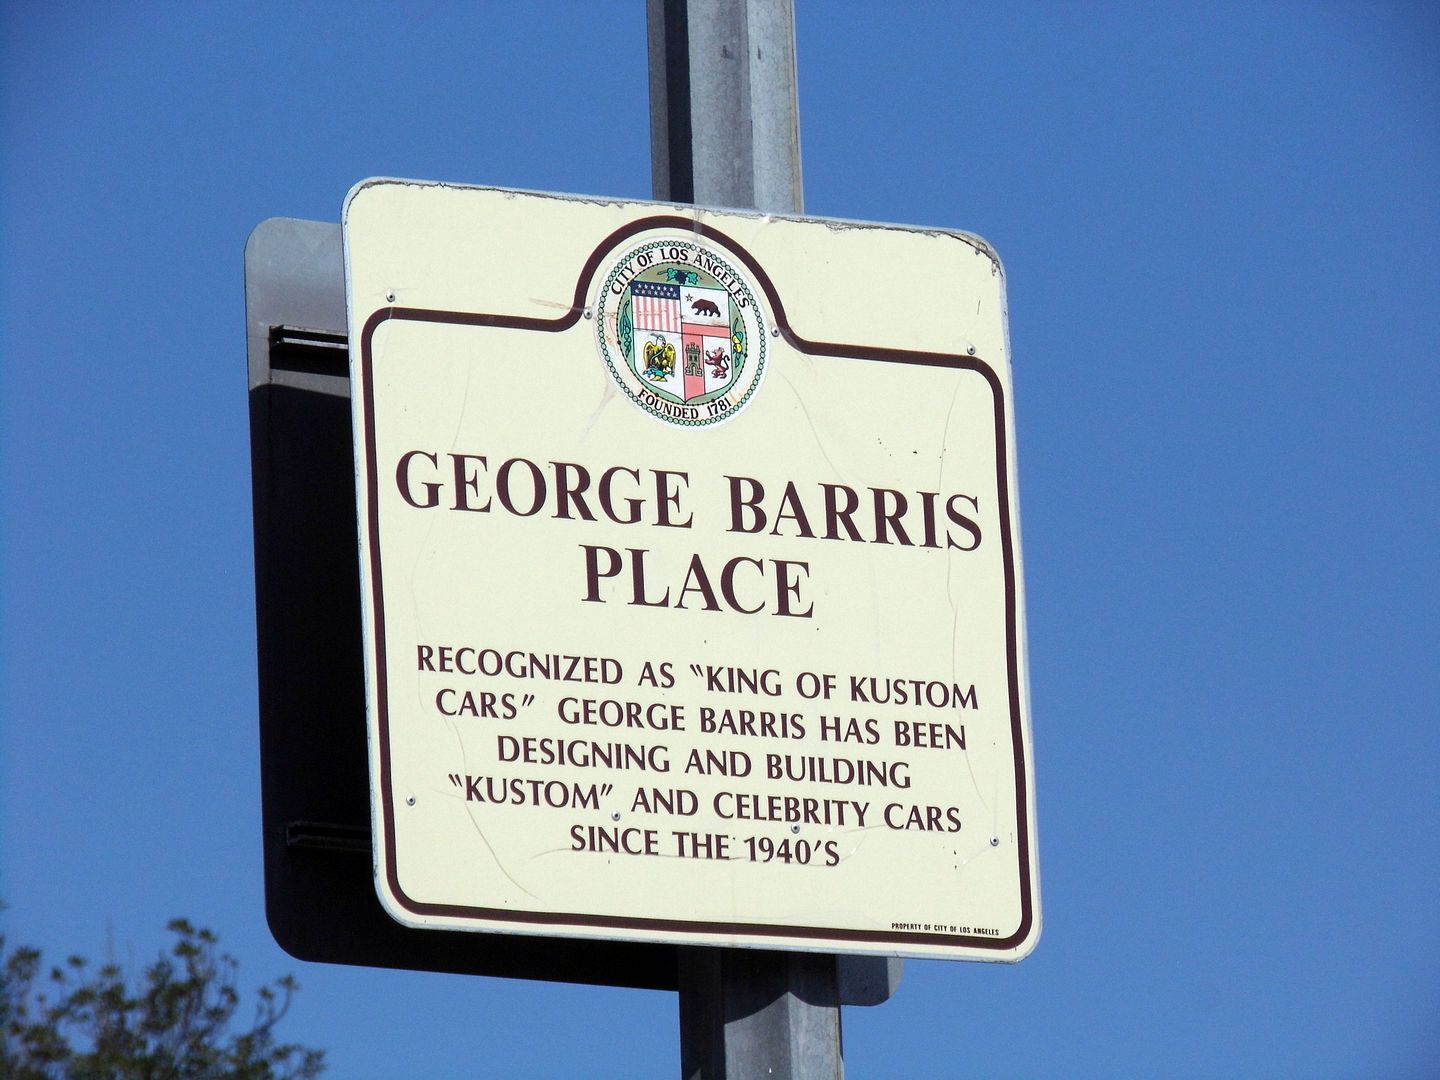 CITY OF LOS ANGELES
FOUNDED 1781
GEORGE BARRIS
PLACE
RECOGNIZED AS "KING OF KUSTOM
CARS" GEORGE BARRIS HAS BEEN
DESIGNING AND BUILDING
"KUSTOM" AND CELEBRITY CARS
SINCE THE 1940'S
PROPERTY OF CITY OF LOS ANGELES